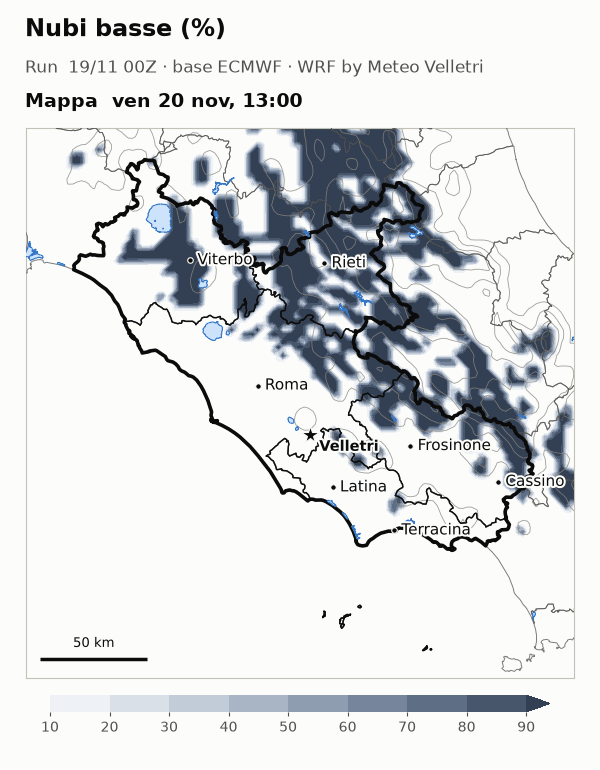 Nubi basse (%)
Run 19/11 00Z · base ECMWF · WRF by Meteo Velletri
Mappa ven 20 nov, 13:00
Viterbo
Rieti
Roma
Velletri
Frosinone
Latina
Cassino
Terracina
50 km
10 20 30 40 50 60 70 80 90